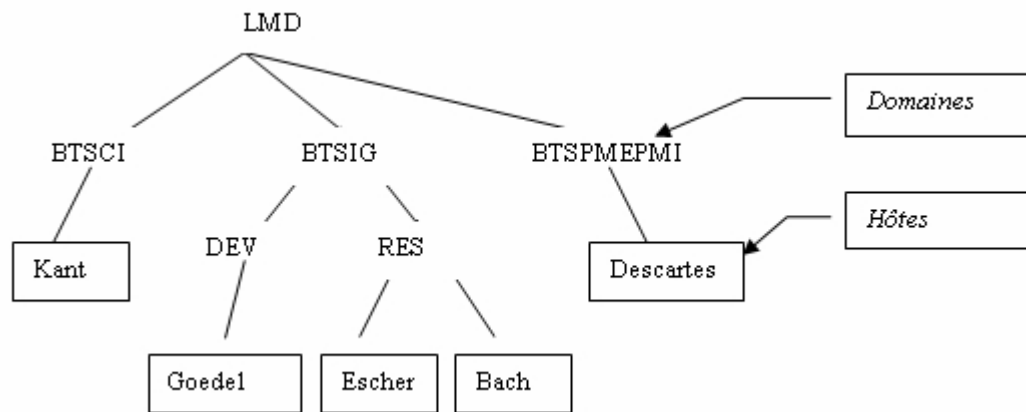 LMD
Domaines
BTSCI
BTSIG
BTSPMEPMI
Hôtes
DEV
RES
Kant
Descartes
Goedel
Escher
Bach